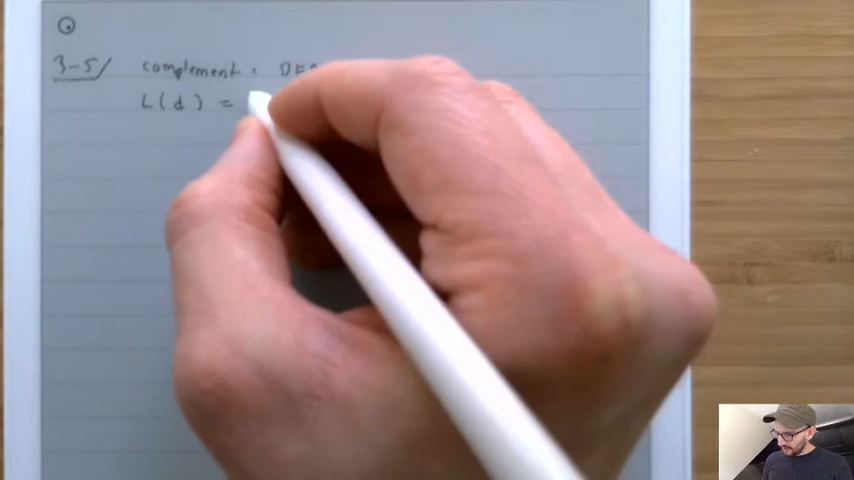 3-5/ complement :
L(d) =